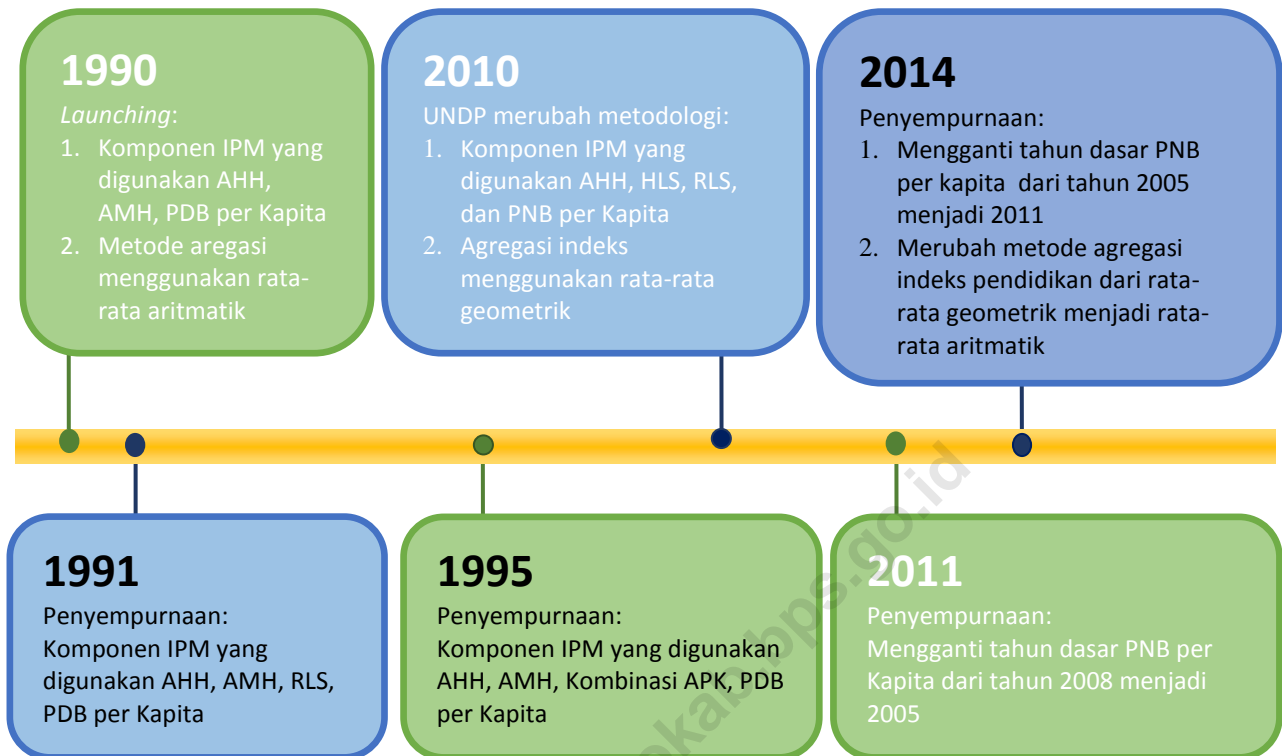 1990
Launching:
1. Komponen IPM yang
digunakan AHH,
AMH, PDB per Kapita
2. Metode aregasi
menggunakan rata-
rata aritmatik
2010
UNDP merubah metodologi:
1. Komponen IPM yang
digunakan AHH, HLS, RLS,
dan PNB per Kapita
2. Agregasi indeks
menggunakan rata-rata
geometrik
2014
Penyempurnaan:
1. Mengganti tahun dasar PNB
per kapita dari tahun 2005
menjadi 2011
2. Merubah metode agregasi
indeks pendidikan dari rata-
rata geometrik menjadi rata-
rata aritmatik
1991
Penyempurnaan:
Komponen IPM yang
digunakan AHH, AMH, RLS,
PDB per Kapita
1995
Penyempurnaan:
Komponen IPM yang digunakan
AHH, AMH, Kombinasi APK, PDB
per Kapita
2011
Penyempurnaan:
Mengganti tahun dasar PNB per
Kapita dari tahun 2008 menjadi
2005
okab.bps.go.id